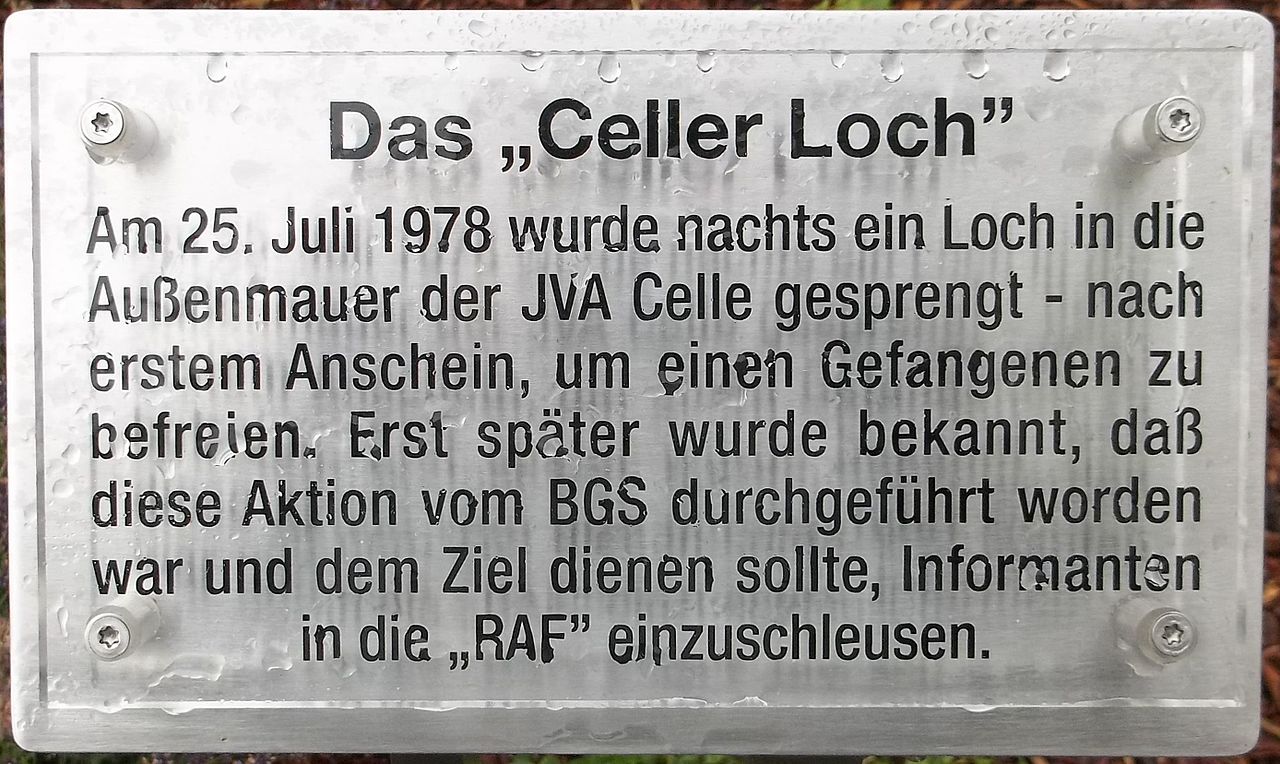 Das „Celler Loch”
Am 25. Juli 1978 wurde nachts ein Loch in die
Außenmauer der JVA Celle gesprengt - nach
erstem Anschein, um einen Gefangenen zu
befreien. Erst später wurde bekannt, daß
diese Aktion vom BGS durchgeführt worden
war und dem Ziel dienen sollte, Informanten
in die „RAF” einzuschleusen.